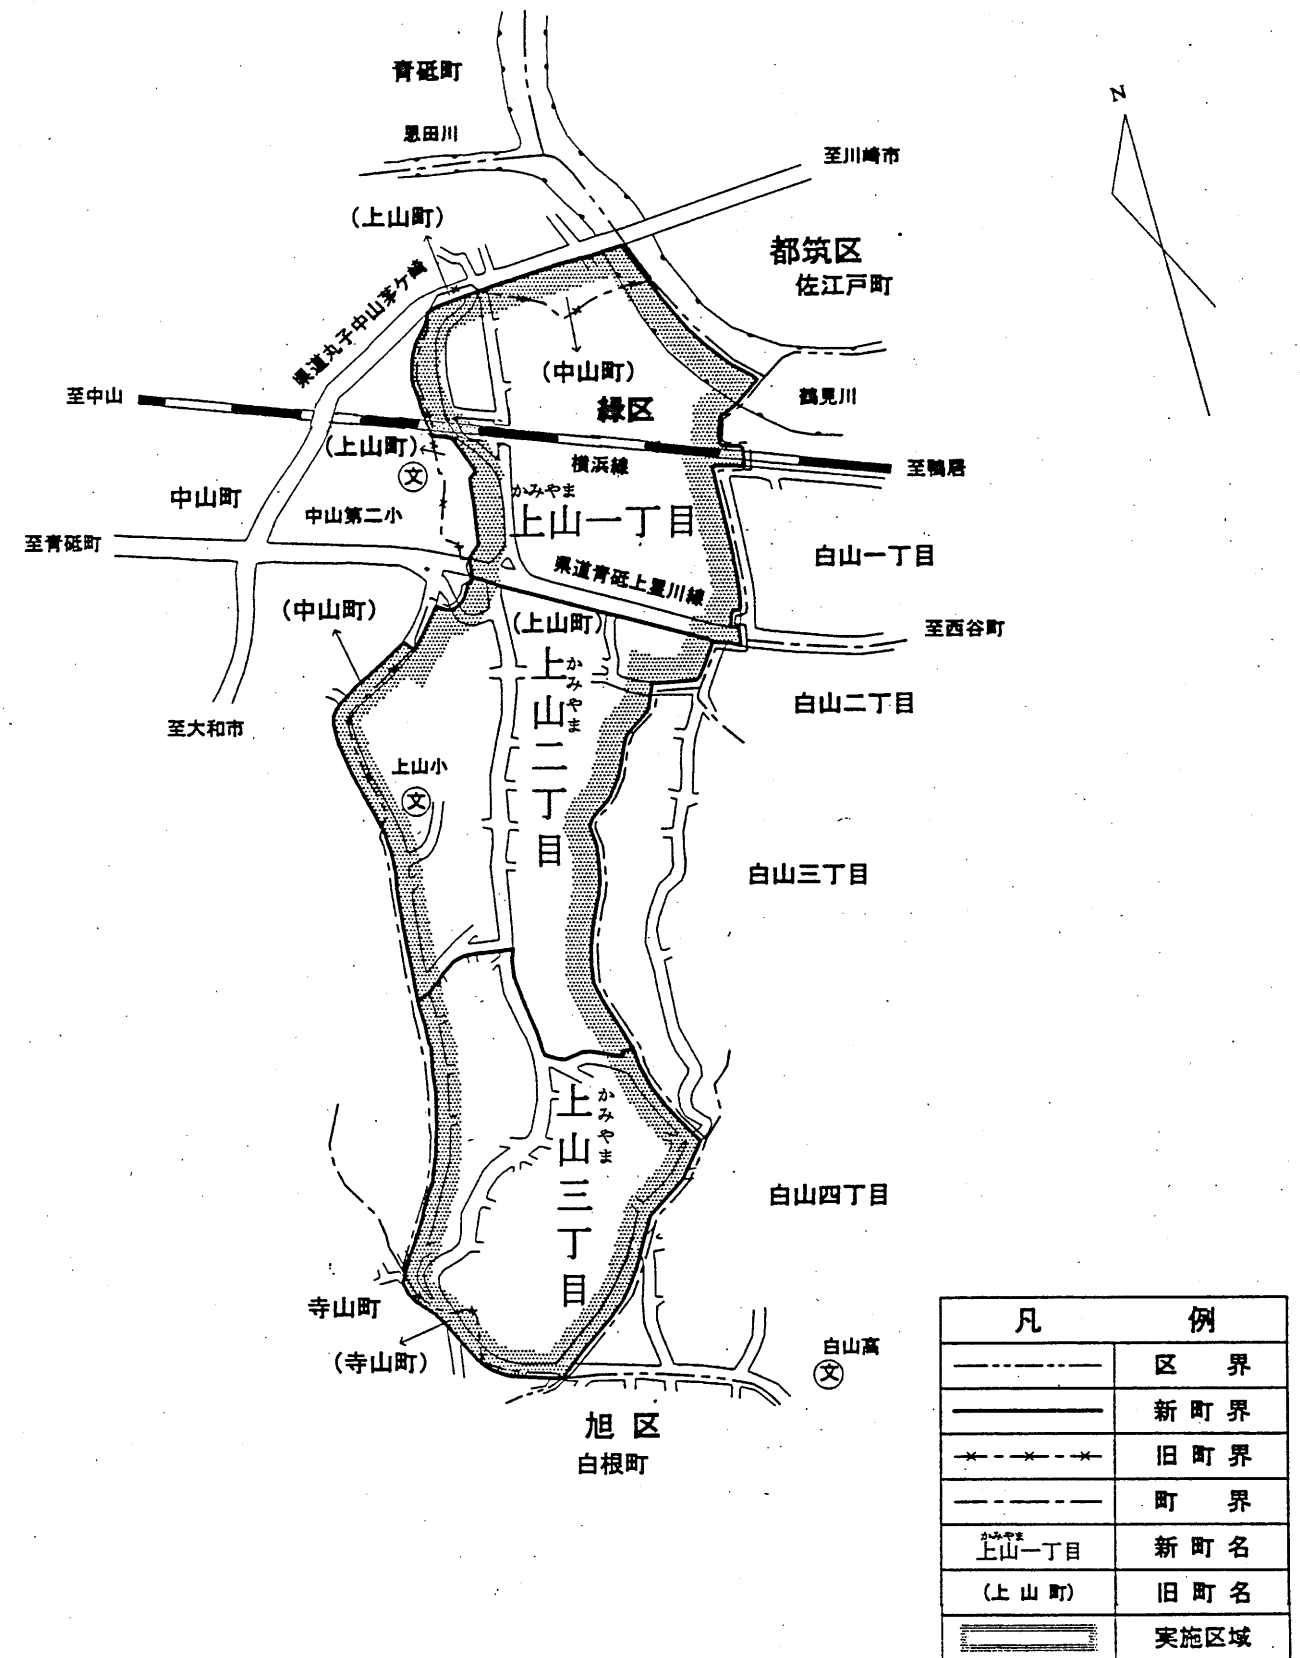 青砥町
恩田川
至川崎市
N
(上山町)
都筑区
佐江戸町
県道丸子中山茅ケ崎
(中山町)
緑区
鶴見川
至中山
(上山町)
文
横浜線
至鴨居
中山町
中山第二小
かみやま
上山一丁目
至青砥町
白山一丁目
県道青砥上星川線
(中山町)
(上山町)
至西谷町
かみやま
上山二丁目
白山二丁目
至大和市
上山小
文
白山三丁目
かみやま
上山三丁目
白山四丁目
寺山町
(寺山町)
白山高
文
旭区
白根町
凡例
区界
新町界
旧町界
町界
かみやま
上山一丁目 新町名
(上山町) 旧町名
実施区域